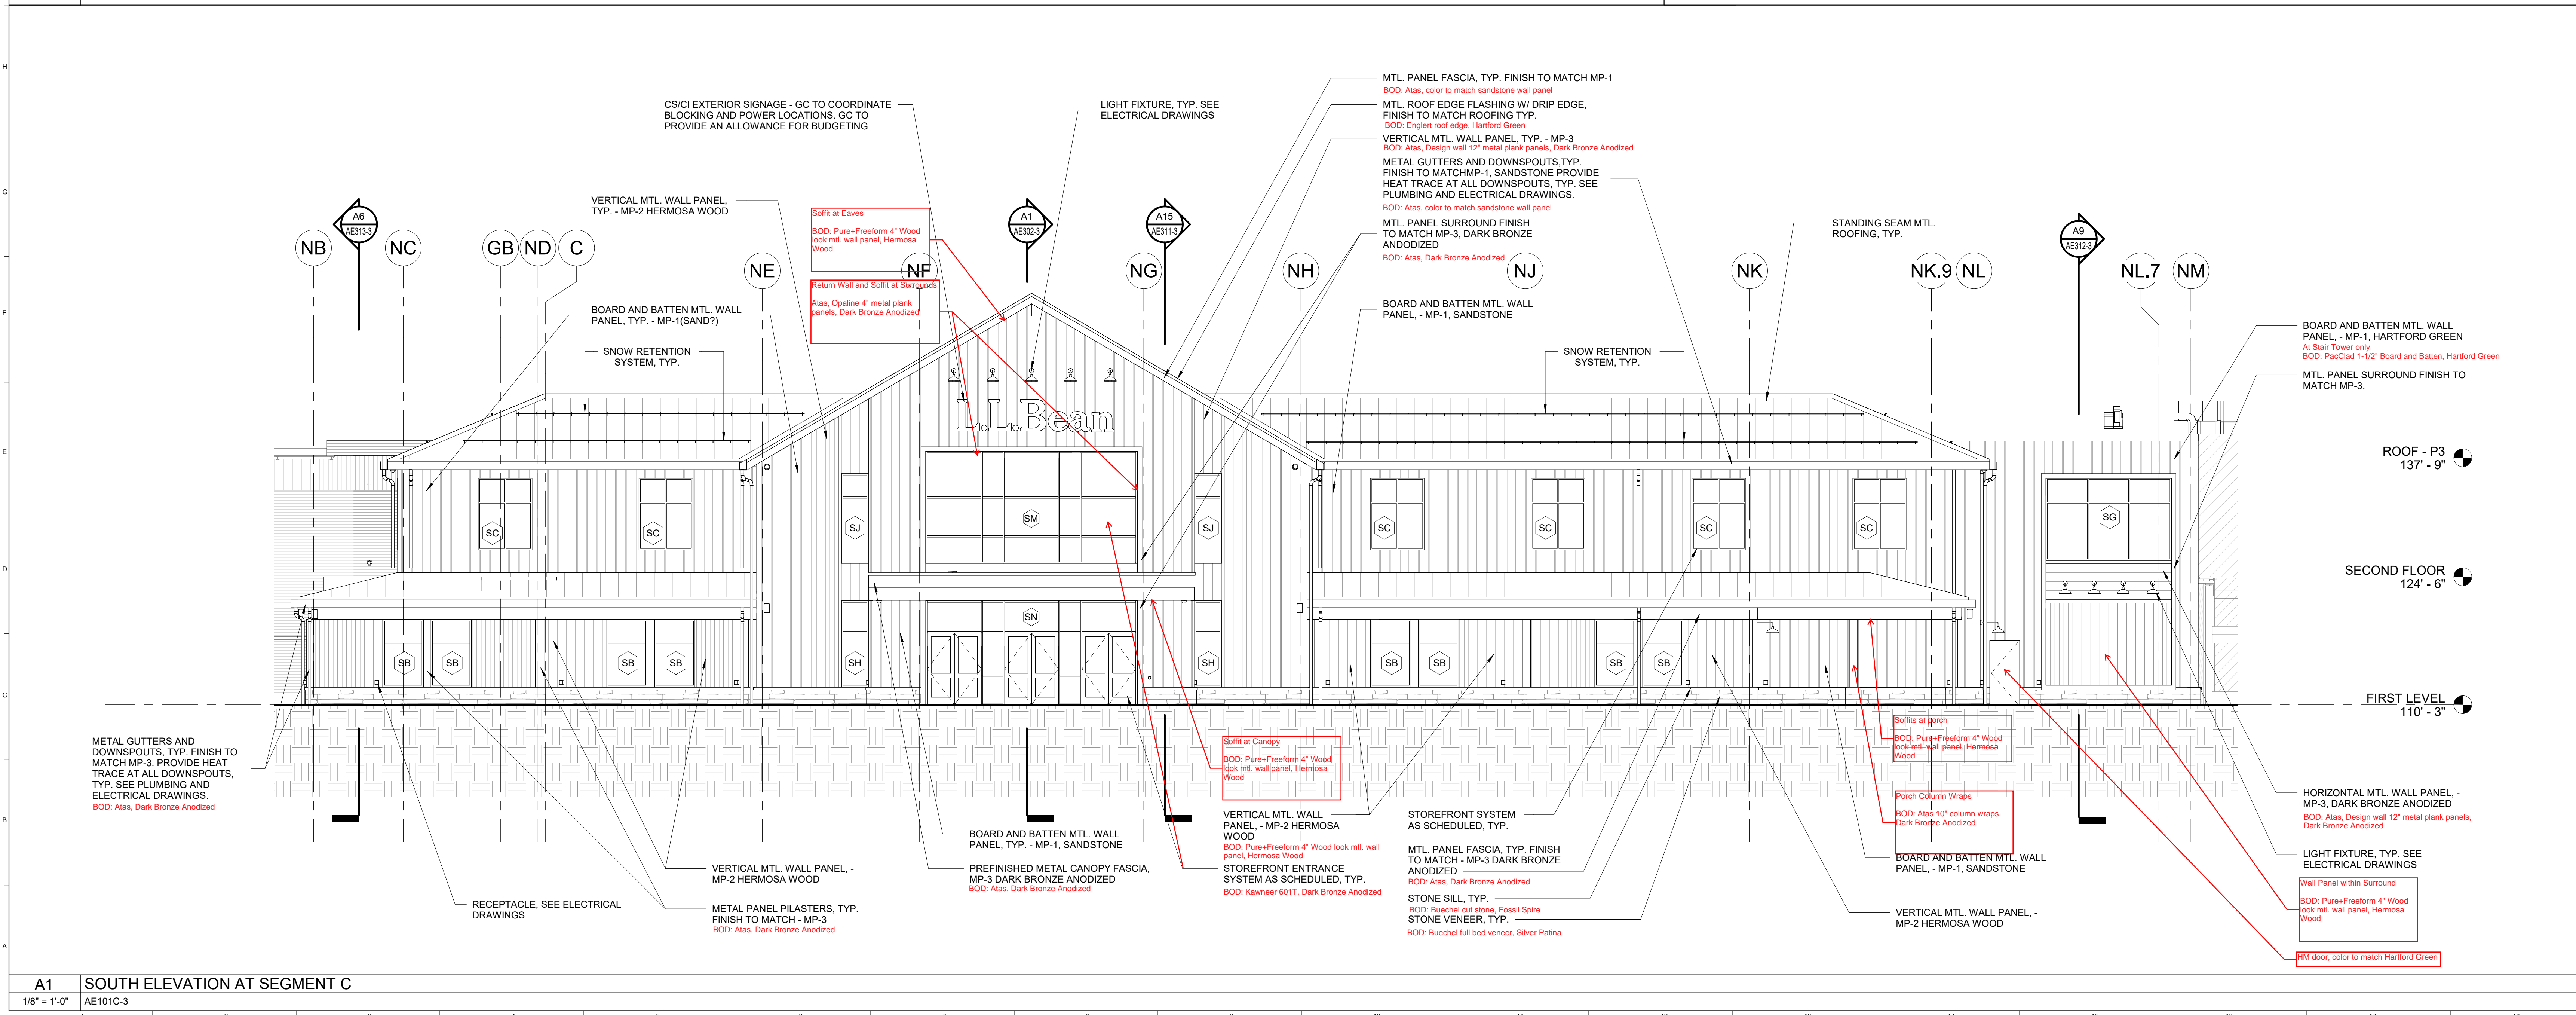 H
G
F
E
D
C
B
A
CS/CI EXTERIOR SIGNAGE - GC TO COORDINATE
BLOCKING AND POWER LOCATIONS. GC TO
PROVIDE AN ALLOWANCE FOR BUDGETING
LIGHT FIXTURE, TYP. SEE
ELECTRICAL DRAWINGS
MTL. PANEL FASCIA, TYP. FINISH TO MATCH MP-1
BOD: Atas, color to match sandstone wall panel
MTL. ROOF EDGE FLASHING W/ DRIP EDGE,
FINISH TO MATCH ROOFING TYP.
BOD: Englert roof edge, Hartford Green
VERTICAL MTL. WALL PANEL. TYP. - MP-3
BOD: Atas, Design wall 12" metal plank panels, Dark Bronze Anodized
METAL GUTTERS AND DOWNSPOUTS,TYP.
FINISH TO MATCHMP-1, SANDSTONE PROVIDE
HEAT TRACE AT ALL DOWNSPOUTS, TYP. SEE
PLUMBING AND ELECTRICAL DRAWINGS.
BOD: Atas, color to match sandstone wall panel
MTL. PANEL SURROUND FINISH
TO MATCH MP-3, DARK BRONZE
ANDODIZED
BOD: Atas, Dark Bronze Anodized
VERTICAL MTL. WALL PANEL,
TYP. - MP-2 HERMOSA WOOD
Soffit at Eaves
BOD: Pure+Freeform 4" Wood
look mtl. wall panel, Hermosa
Wood
Return Wall and Soffit at Surrounds
Atas, Opaline 4" metal plank
panels, Dark Bronze Anodized
STANDING SEAM MTL.
ROOFING, TYP.
A6
AE313-3
A1
AE302-3
A15
AE311-3
A9
AE312-3
NB
NC
GB
ND
C
NE
NF
NG
NH
NJ
NK
NK.9
NL
NL.7
NM
BOARD AND BATTEN MTL. WALL
PANEL, TYP. - MP-1(SAND?)
SNOW RETENTION
SYSTEM, TYP.
BOARD AND BATTEN MTL. WALL
PANEL, - MP-1, SANDSTONE
SNOW RETENTION
SYSTEM, TYP.
BOARD AND BATTEN MTL. WALL
PANEL, - MP-1, HARTFORD GREEN
At Stair Tower only
BOD: PacClad 1-1/2" Board and Batten, Hartford Green
MTL. PANEL SURROUND FINISH TO
MATCH MP-3.
L.L.Bean
ROOF - P3
137' - 9"
SC
SC
SJ
SM
SJ
SC
SC
SC
SC
SG
SECOND FLOOR
124' - 6"
SN
SB
SB
SB
SB
SH
SH
SB
SB
SB
SB
FIRST LEVEL
110' - 3"
METAL GUTTERS AND
DOWNSPOUTS, TYP. FINISH TO
MATCH MP-3. PROVIDE HEAT
TRACE AT ALL DOWNSPOUTS,
TYP. SEE PLUMBING AND
ELECTRICAL DRAWINGS.
BOD: Atas, Dark Bronze Anodized
Soffit at Canopy
BOD: Pure+Freeform 4" Wood
look mtl. wall panel, Hermosa
Wood
Soffits at porch
BOD: Pure+Freeform 4" Wood
look mtl. wall panel, Hermosa
Wood
Porch Column Wraps
BOD: Atas 10" column wraps,
Dark Bronze Anodized
HORIZONTAL MTL. WALL PANEL, -
MP-3, DARK BRONZE ANODIZED
BOD: Atas, Design wall 12" metal plank panels,
Dark Bronze Anodized
BOARD AND BATTEN MTL. WALL
PANEL, TYP. - MP-1, SANDSTONE
VERTICAL MTL. WALL
PANEL, - MP-2 HERMOSA
WOOD
BOD: Pure+Freeform 4" Wood look mtl. wall
panel, Hermosa Wood
STOREFRONT SYSTEM
AS SCHEDULED, TYP.
MTL. PANEL FASCIA, TYP. FINISH
TO MATCH - MP-3 DARK BRONZE
ANODIZED
BOD: Atas, Dark Bronze Anodized
BOARD AND BATTEN MTL. WALL
PANEL, - MP-1, SANDSTONE
LIGHT FIXTURE, TYP. SEE
ELECTRICAL DRAWINGS
VERTICAL MTL. WALL PANEL, -
MP-2 HERMOSA WOOD
PREFINISHED METAL CANOPY FASCIA,
MP-3 DARK BRONZE ANODIZED
BOD: Atas, Dark Bronze Anodized
STOREFRONT ENTRANCE
SYSTEM AS SCHEDULED, TYP.
BOD: Kawneer 601T, Dark Bronze Anodized
Wall Panel within Surround
BOD: Pure+Freeform 4" Wood
look mtl. wall panel, Hermosa
Wood
RECEPTACLE, SEE ELECTRICAL
DRAWINGS
METAL PANEL PILASTERS, TYP.
FINISH TO MATCH - MP-3
BOD: Atas, Dark Bronze Anodized
STONE SILL, TYP.
BOD: Buechel cut stone, Fossil Spire
STONE VENEER, TYP.
BOD: Buechel full bed veneer, Silver Patina
VERTICAL MTL. WALL PANEL, -
MP-2 HERMOSA WOOD
HM door, color to match Hartford Green
A1
SOUTH ELEVATION AT SEGMENT C
1/8" = 1'-0"
AE101C-3